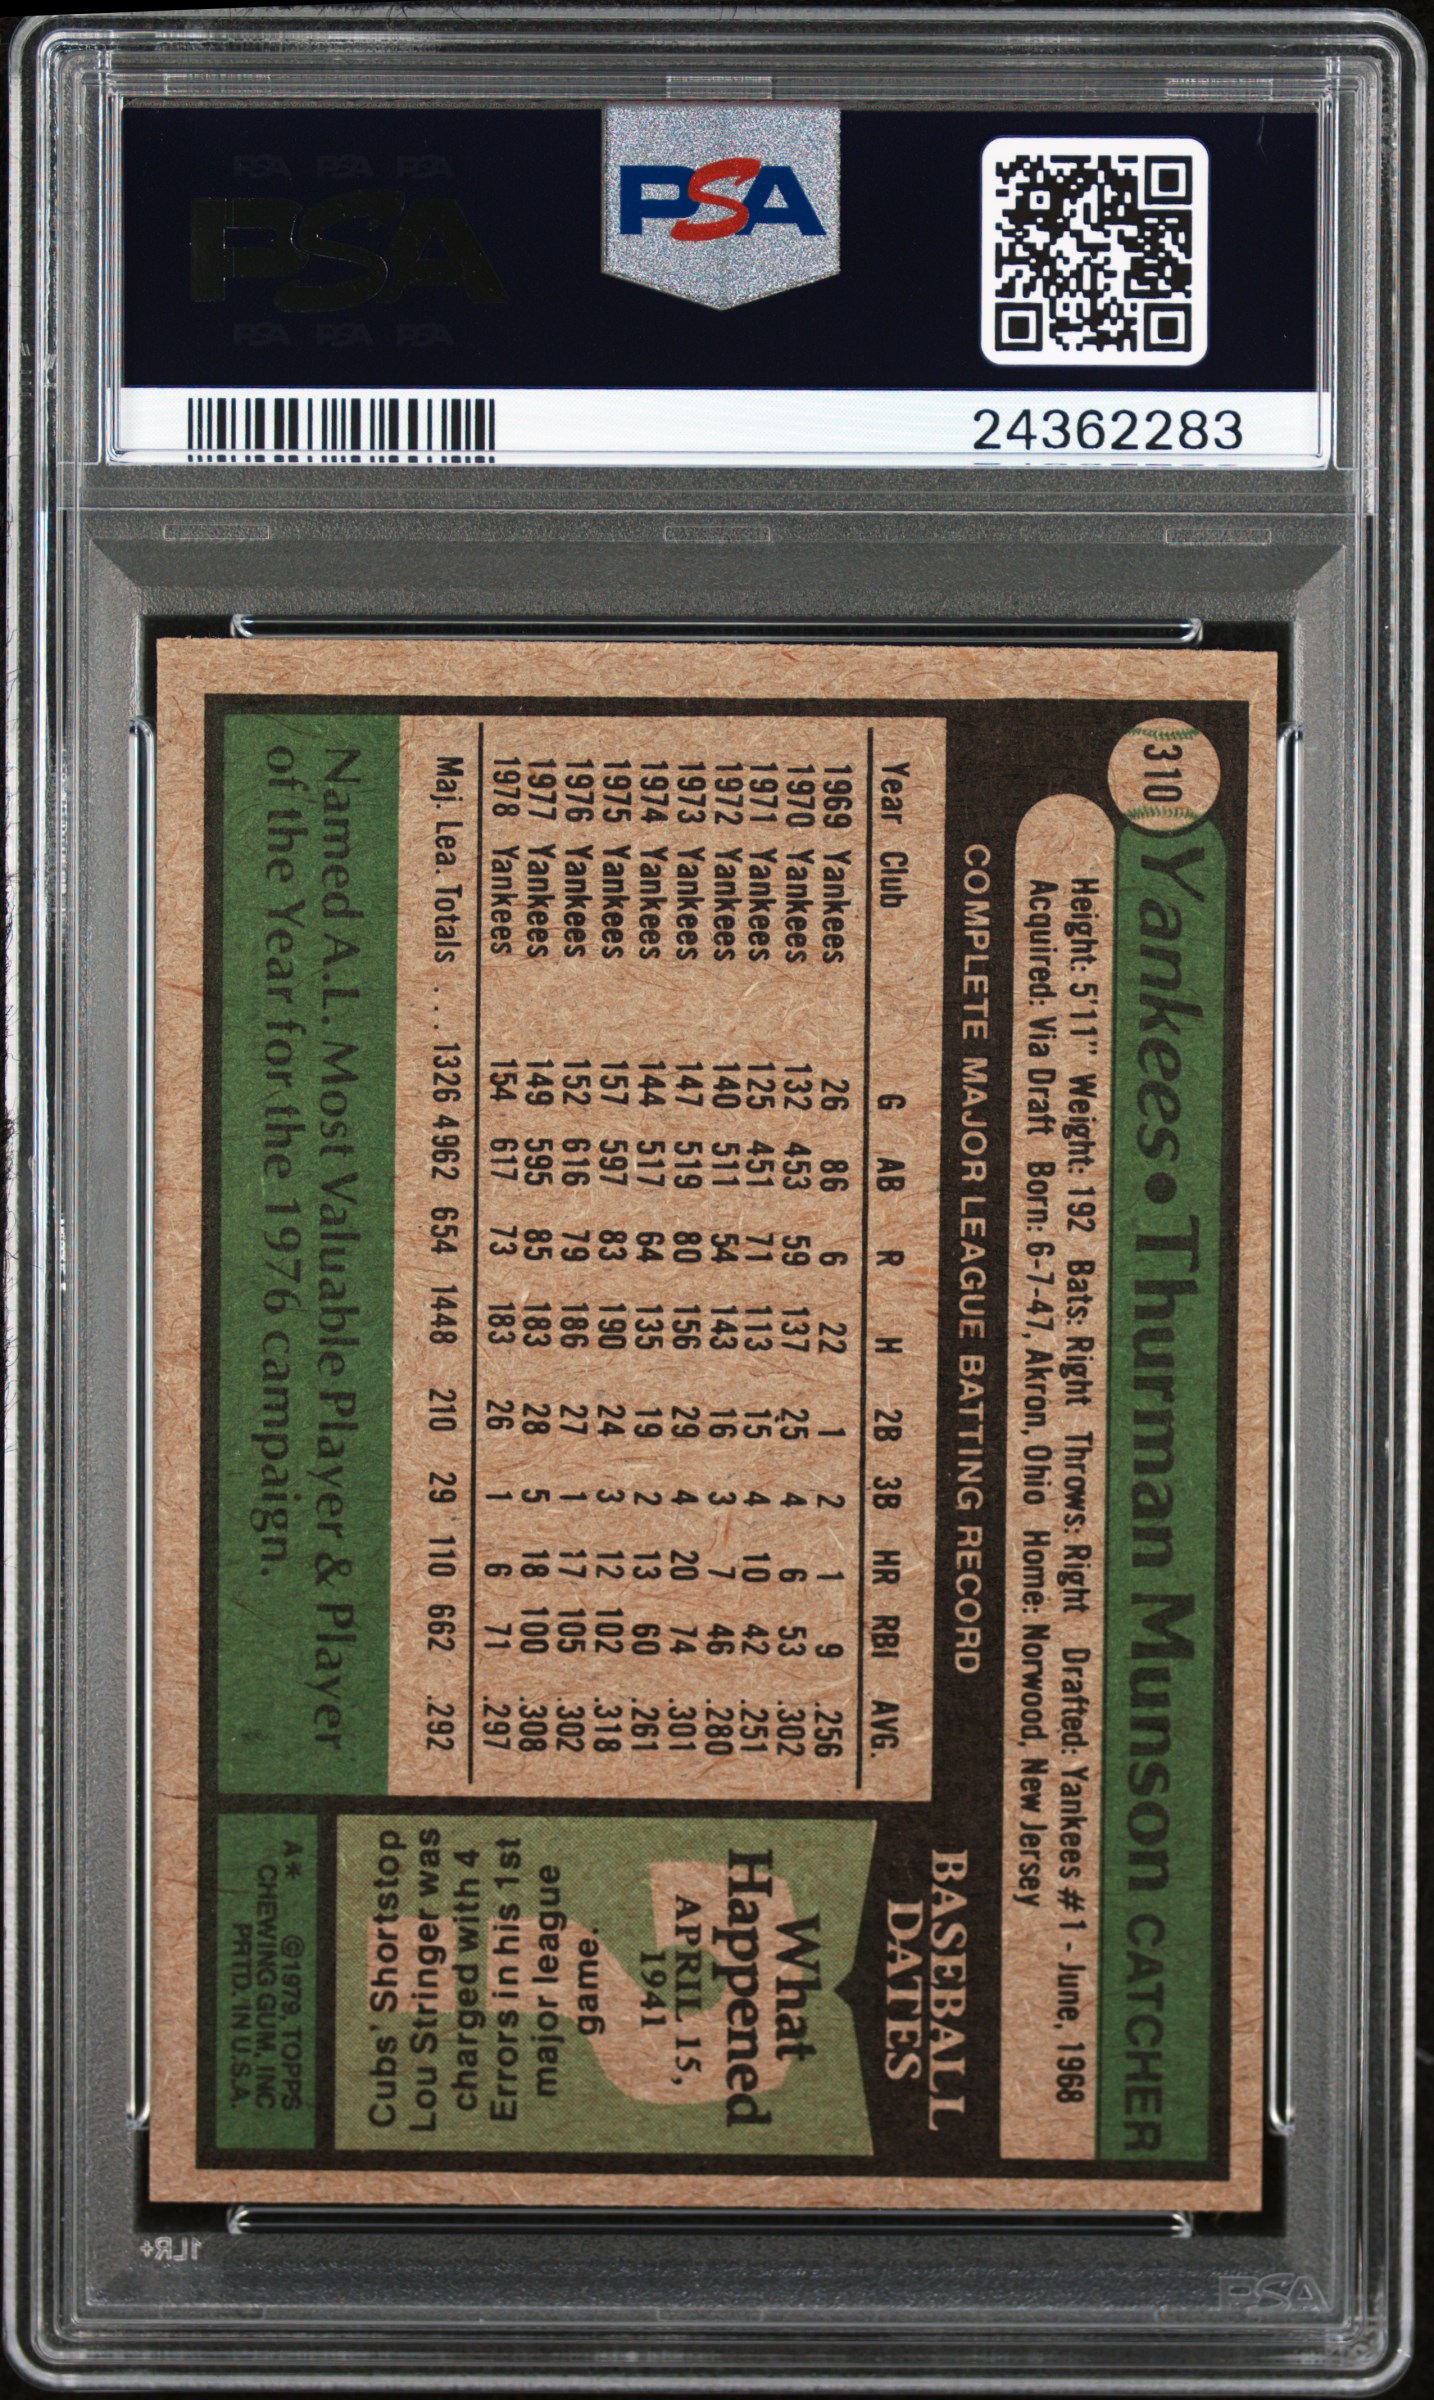 PSA PSA PSA
PSA
PSA PSA PSA
PSA
24362283
310
Yankees • Thurman Munson CATCHER
Height: 5'11" Weight: 192 Bats: Right Throws: Right Drafted: Yankees #1 - June, 1968
Acquired: Via Draft Born: 6-7-47, Akron, Ohio Home: Norwood, New Jersey
COMPLETE MAJOR LEAGUE BATTING RECORD
Year Club G AB R H 2B 3B HR RBI AVG.
1969 Yankees 26 86 6 22 1 2 1 9 .256
1970 Yankees 132 453 59 137 25 4 6 53 .302
1971 Yankees 125 451 71 113 15 4 10 42 .251
1972 Yankees 140 511 54 143 16 3 7 46 .280
1973 Yankees 147 519 80 156 29 4 20 74 .301
1974 Yankees 144 517 64 135 19 2 13 60 .261
1975 Yankees 157 597 83 190 24 3 12 102 .318
1976 Yankees 152 616 79 186 27 1 17 105 .302
1977 Yankees 149 595 85 183 28 5 18 100 .308
1978 Yankees 154 617 73 183 26 1 6 71 .297
Maj. Lea. Totals . . . 1326 4962 654 1448 210 29 110 662 .292
Named A.L. Most Valuable Player & Player
of the Year for the 1976 campaign.
BASEBALL
DATES
What
Happened
APRIL 15,
1941
Cubs' Shortstop
Lou Stringer was
charged with 4
Errors in his 1st
major league
game.
A* ©1979, TOPPS
CHEWING GUM, INC
PRTD. IN U.S.A.
1LR+
PSA